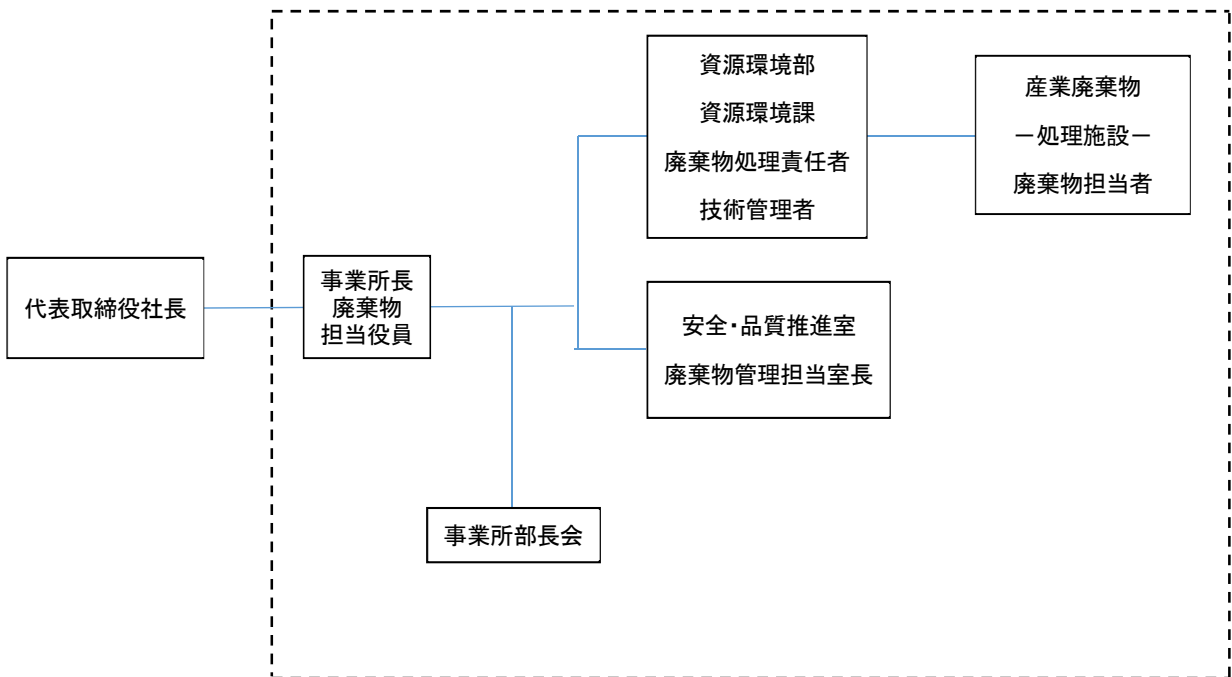 代表取締役社長
事業所長
廃棄物
担当役員
資源環境部
資源環境課
廃棄物処理責任者
技術管理者
産業廃棄物
－処理施設－
廃棄物担当者
安全・品質推進室
廃棄物管理担当室長
事業所部長会